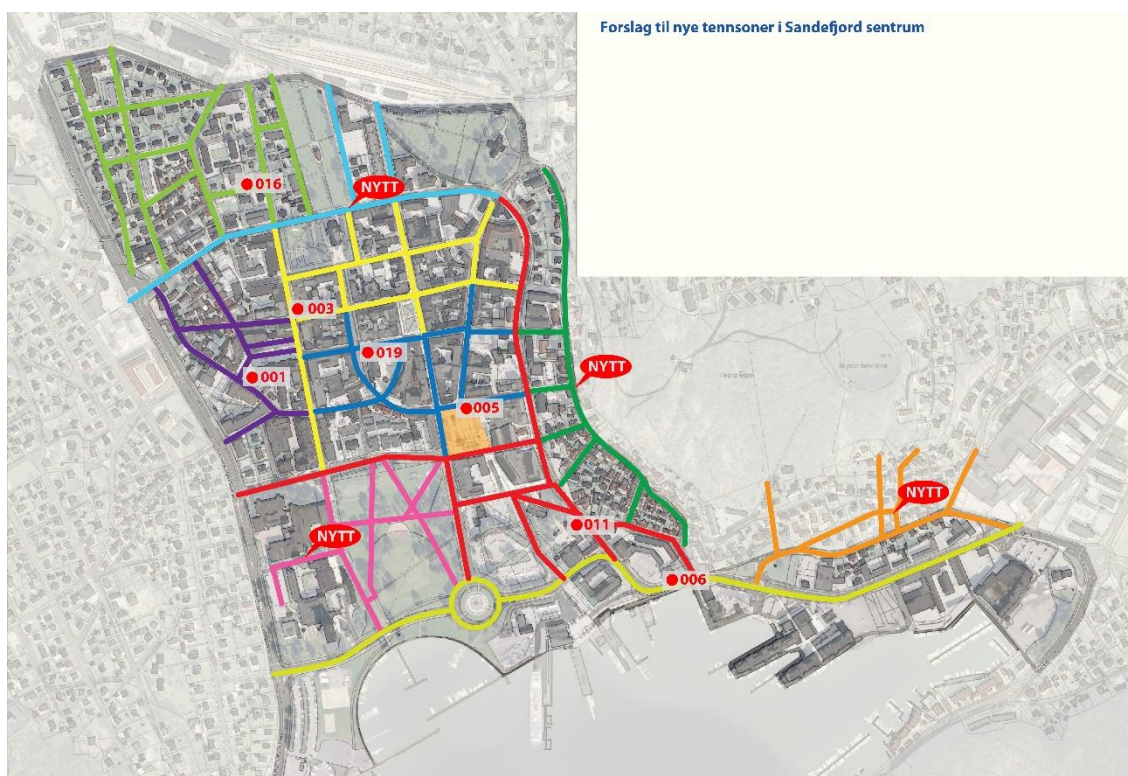 Forslag til nye tennsoner i Sandefjord sentrum
016
NYTT
003
019
001
NYTT
005
NYTT
011
NYTT
006